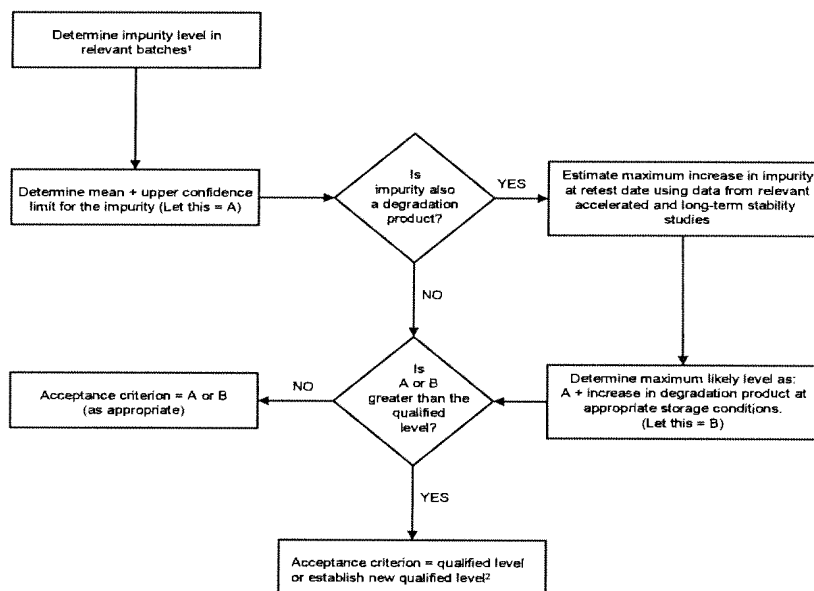 Determine impurity level in
relevant batches¹
Determine mean + upper confidence
limit for the impurity (Let this = A)
Is
impurity also
a degradation
product?
YES
Estimate maximum increase in impurity
at retest date using data from relevant
accelerated and long-term stability
studies
NO
Determine maximum likely level as:
A + increase in degradation product at
appropriate storage conditions.
(Let this = B)
Is
A or B
greater than the
qualified
level?
NO
Acceptance criterion = A or B
(as appropriate)
YES
Acceptance criterion = qualified level
or establish new qualified level²